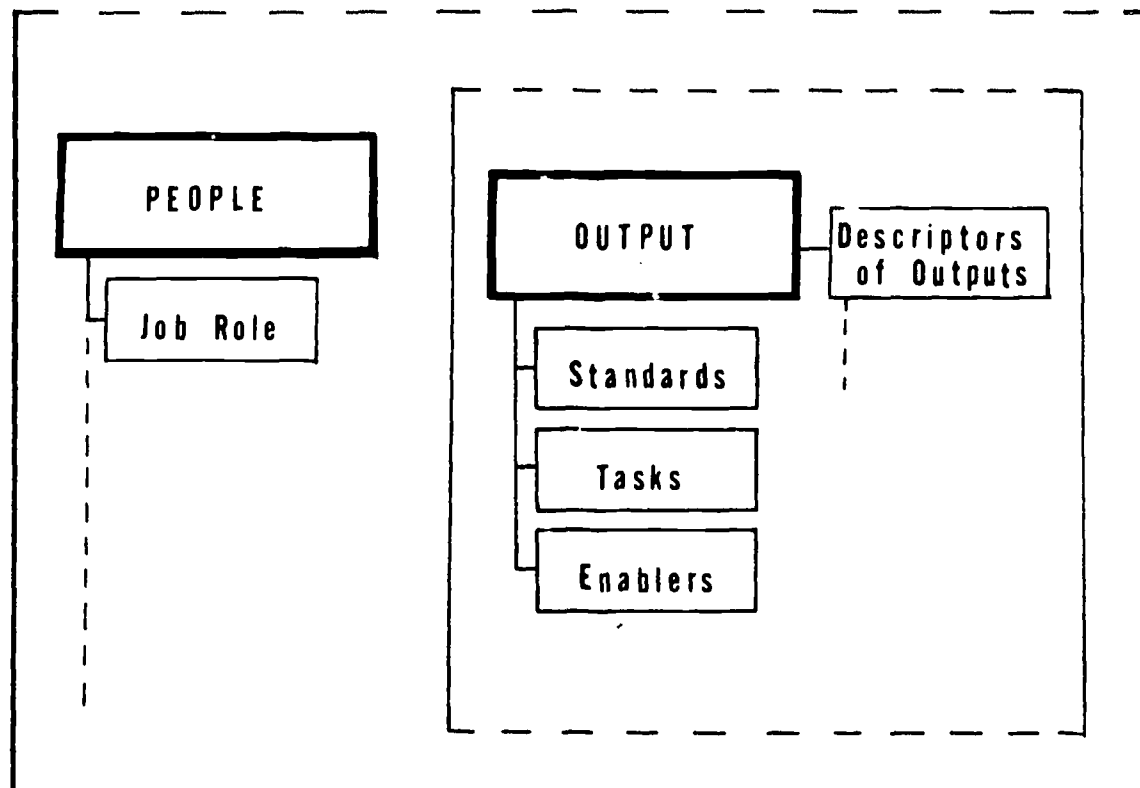 PEOPLE
Job Role
OUTPUT
Descriptors
of Outputs
Standards
Tasks
Enablers